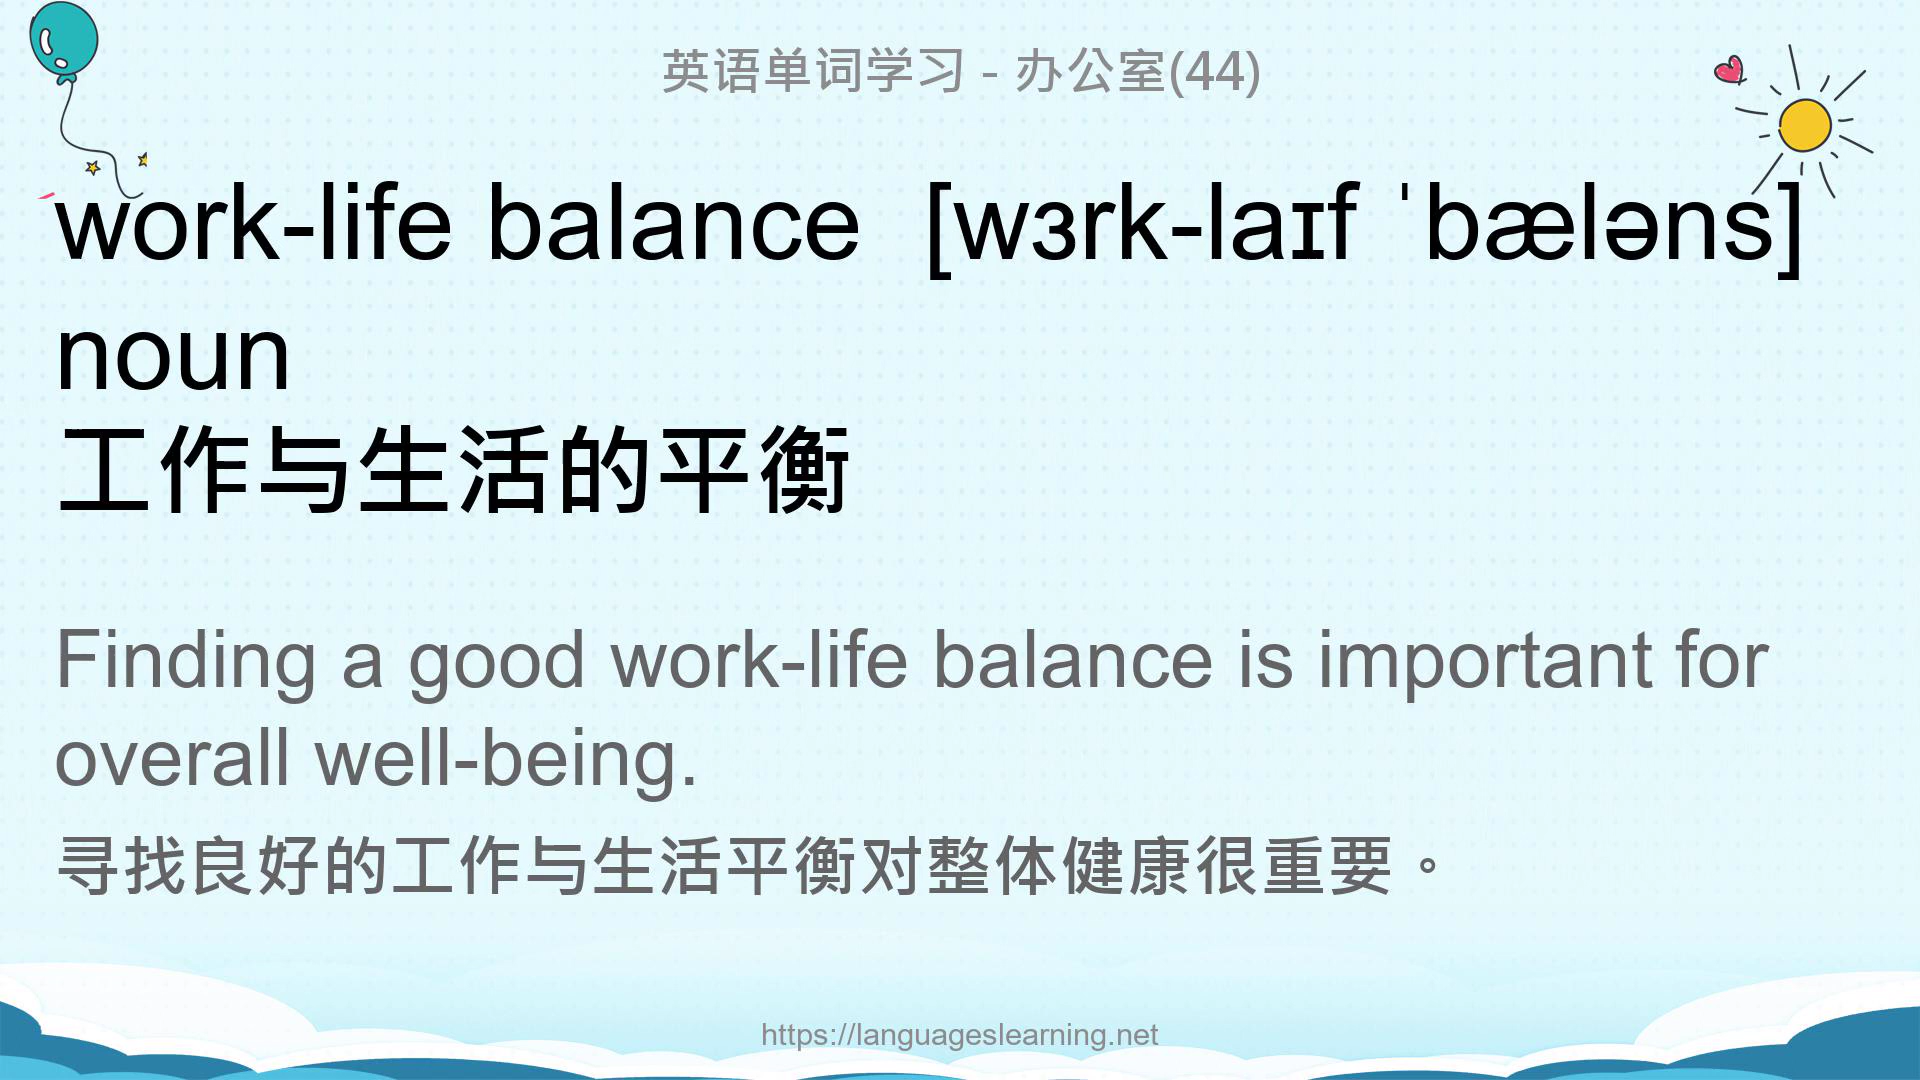 英语单词学习 - 办公室(44)
work-life balance  [wɜrk-laɪf ˈbæləns]
noun
工作与生活的平衡
Finding a good work-life balance is important for
overall well-being.
寻找良好的工作与生活平衡对整体健康很重要。
https://languageslearning.net